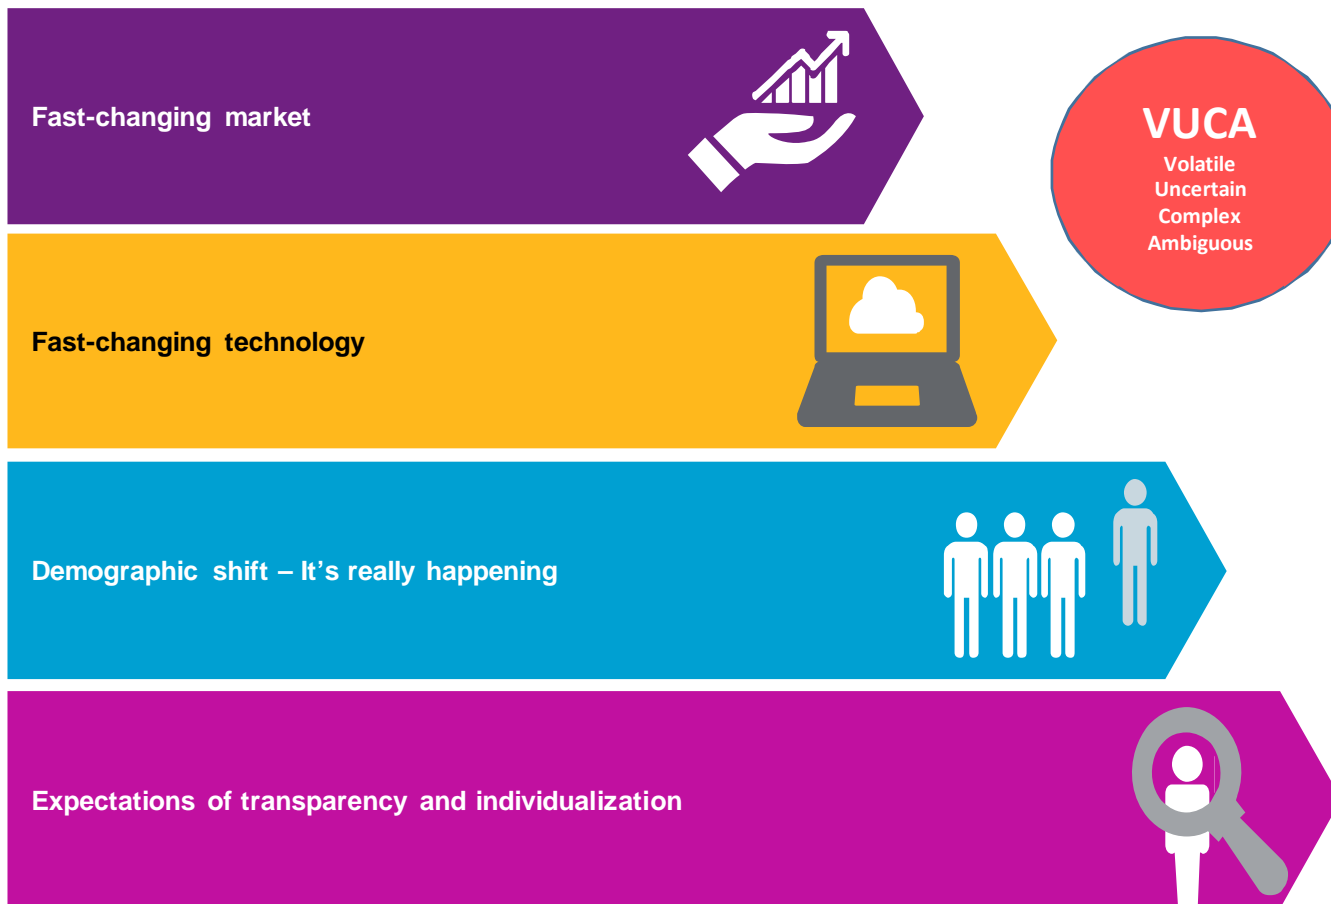 Fast-changing market
VUCA
Volatile
Uncertain
Complex
Ambiguous
Fast-changing technology
Demographic shift – It's really happening
Expectations of transparency and individualization